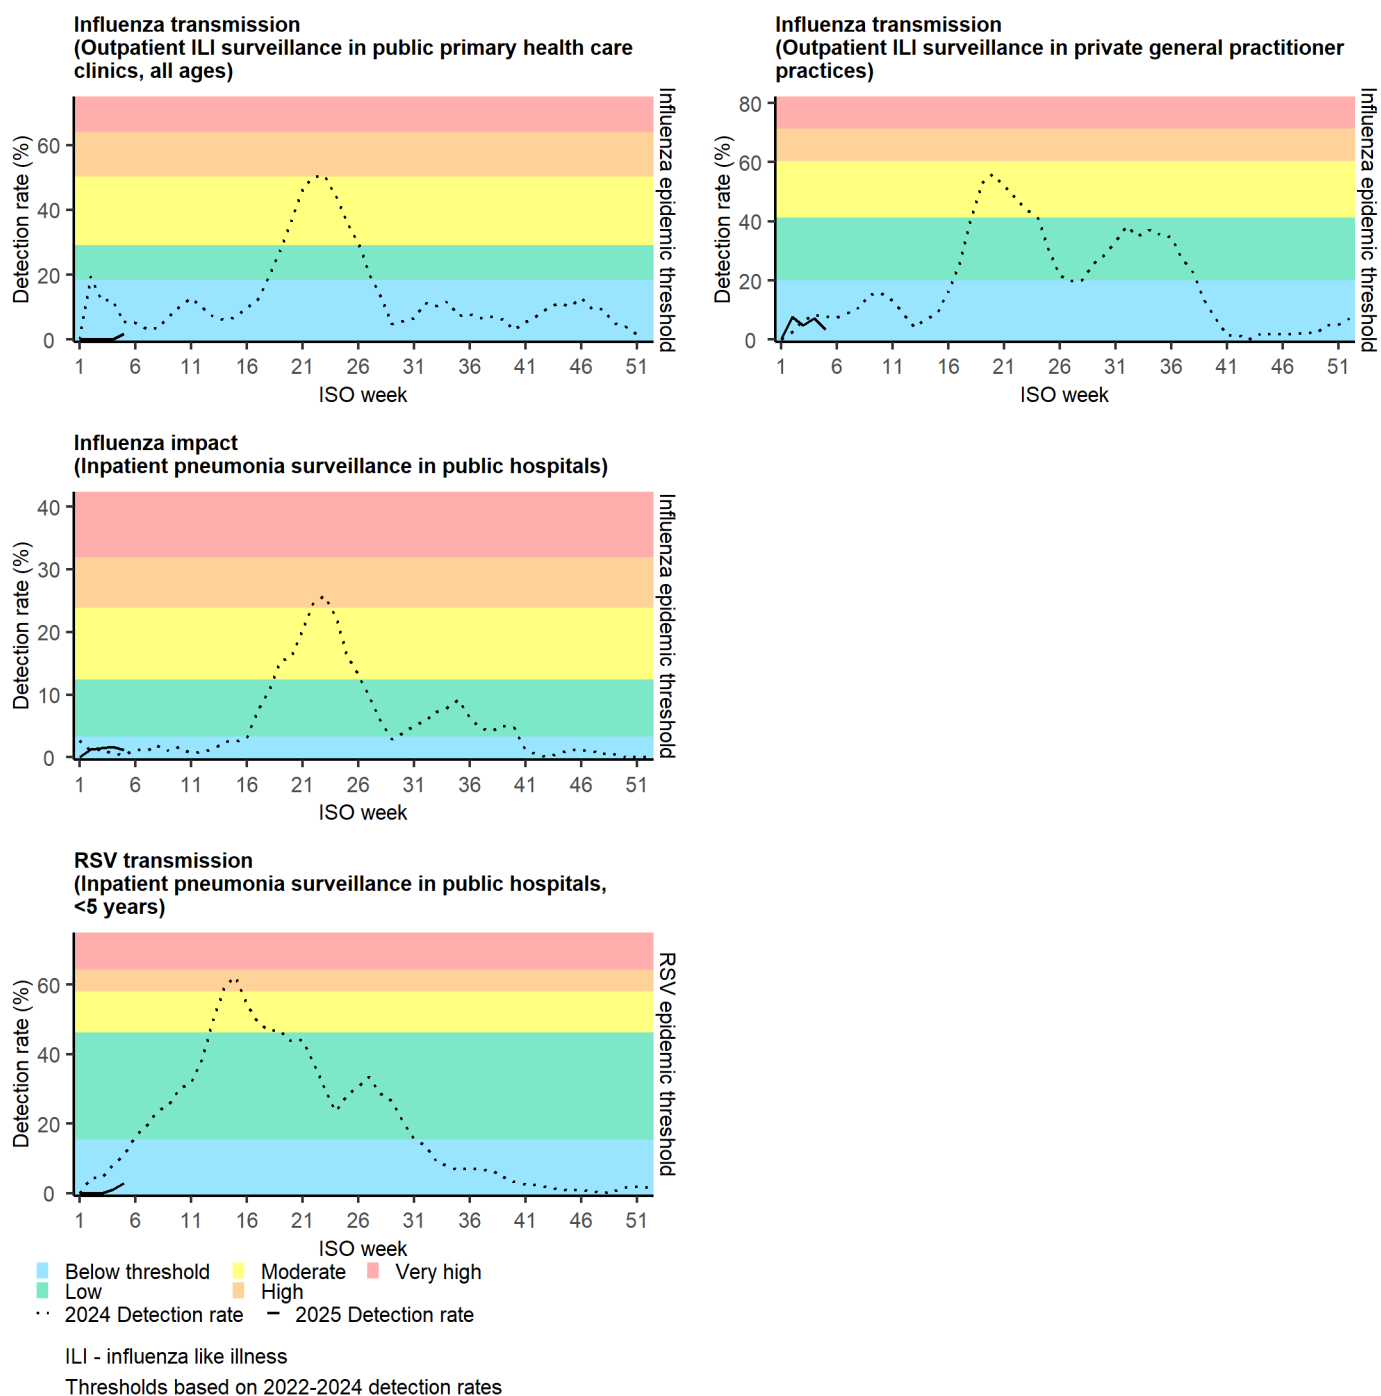 Influenza transmission
(Outpatient ILI surveillance in public primary health care
clinics, all ages)
Detection rate (%)
60
40
20
0
1 6 11 16 21 26 31 36 41 46 51
ISO week
Influenza epidemic threshold
Influenza transmission
(Outpatient ILI surveillance in private general practitioner
practices)
Detection rate (%)
80
60
40
20
0
1 6 11 16 21 26 31 36 41 46 51
ISO week
Influenza epidemic threshold
Influenza impact
(Inpatient pneumonia surveillance in public hospitals)
Detection rate (%)
40
30
20
10
0
1 6 11 16 21 26 31 36 41 46 51
ISO week
Influenza epidemic threshold
RSV transmission
(Inpatient pneumonia surveillance in public hospitals,
<5 years)
Detection rate (%)
60
40
20
0
1 6 11 16 21 26 31 36 41 46 51
ISO week
RSV epidemic threshold
Below threshold Moderate Very high
Low High
2024 Detection rate 2025 Detection rate
ILI - influenza like illness
Thresholds based on 2022-2024 detection rates